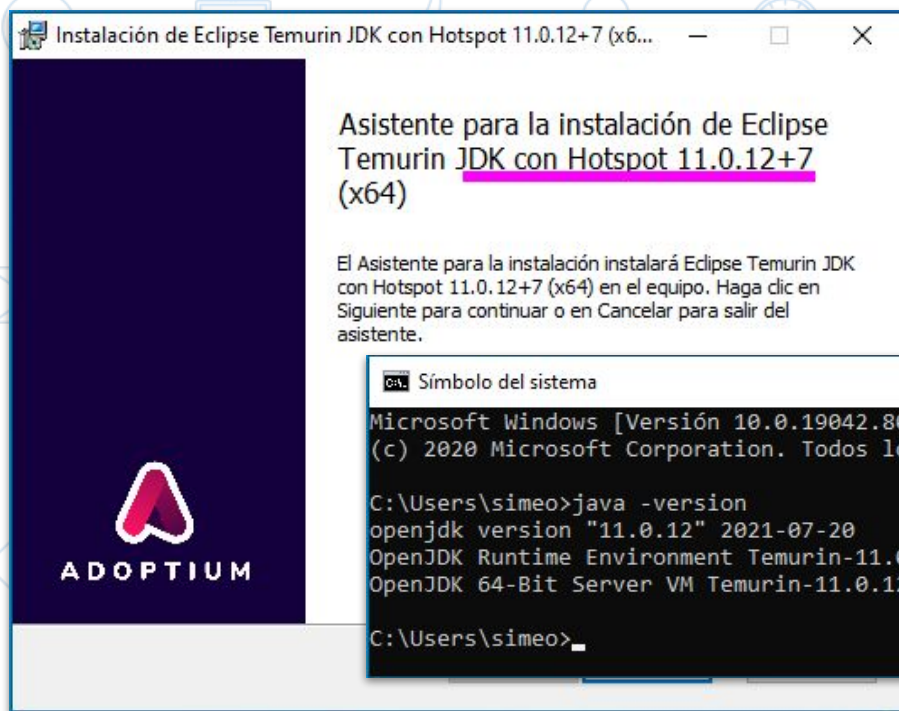 Instalación de Eclipse Temurin JDK con Hotspot 11.0.12+7 (x6...
Asistente para la instalación de Eclipse
Temurin JDK con Hotspot 11.0.12+7
(x64)
El Asistente para la instalación instalará Eclipse Temurin JDK
con Hotspot 11.0.12+7 (x64) en el equipo. Haga clic en
Siguiente para continuar o en Cancelar para salir del
asistente.
ADOPTIUM
Símbolo del sistema
Microsoft Windows [Versión 10.0.19042.80
(c) 2020 Microsoft Corporation. Todos lo
C:\Users\simeo>java -version
openjdk version "11.0.12" 2021-07-20
OpenJDK Runtime Environment Temurin-11.0
OpenJDK 64-Bit Server VM Temurin-11.0.12
C:\Users\simeo>